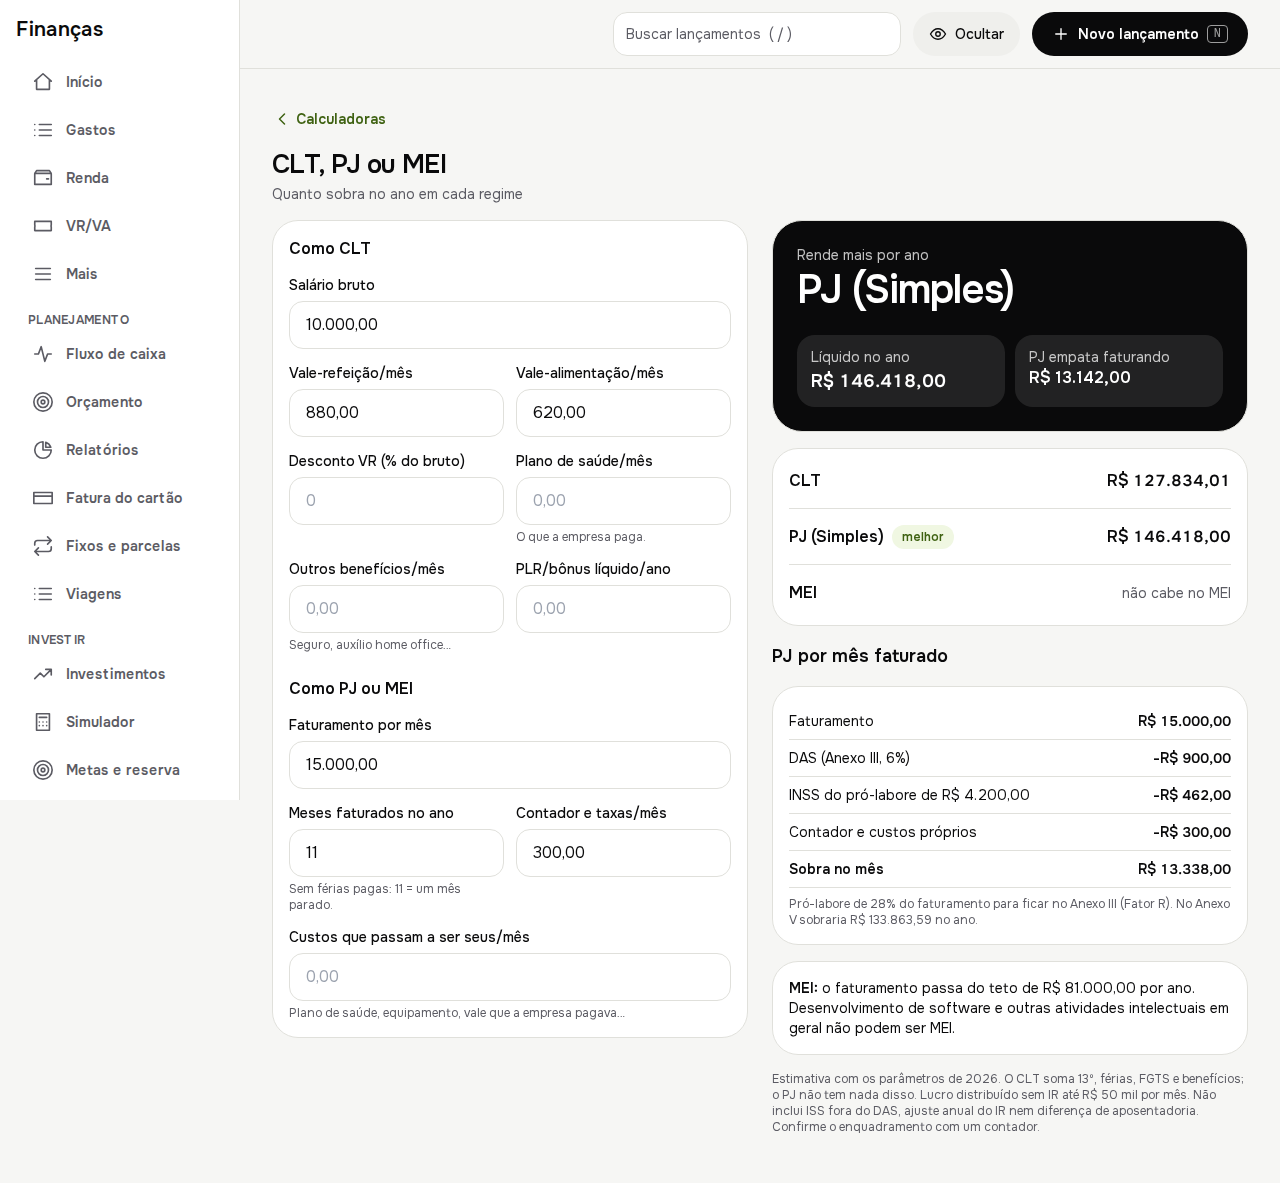 Finanças
Início
Gastos
Renda
VR/VA
Mais
PLANEJAMENTO
Fluxo de caixa
Orçamento
Relatórios
Fatura do cartão
Fixos e parcelas
Viagens
INVESTIR
Investimentos
Simulador
Metas e reserva
Buscar lançamentos ( / )
Ocultar
Novo lançamento N
Calculadoras
CLT, PJ ou MEI
Quanto sobra no ano em cada regime
Como CLT
Salário bruto
10.000,00
Vale-refeição/mês Vale-alimentação/mês
880,00 620,00
Desconto VR (% do bruto) Plano de saúde/mês
0 0,00
O que a empresa paga.
Outros benefícios/mês PLR/bônus líquido/ano
0,00 0,00
Seguro, auxílio home office...
Como PJ ou MEI
Faturamento por mês
15.000,00
Meses faturados no ano Contador e taxas/mês
11 300,00
Sem férias pagas: 11 = um mês
parado.
Custos que passam a ser seus/mês
0,00
Plano de saúde, equipamento, vale que a empresa pagava...
Rende mais por ano
PJ (Simples)
Líquido no ano PJ empata faturando
R$ 146.418,00 R$ 13.142,00
CLT R$ 127.834,01
PJ (Simples) melhor R$ 146.418,00
MEI não cabe no MEI
PJ por mês faturado
Faturamento R$ 15.000,00
DAS (Anexo III, 6%) -R$ 900,00
INSS do pró-labore de R$ 4.200,00 -R$ 462,00
Contador e custos próprios -R$ 300,00
Sobra no mês R$ 13.338,00
Pró-labore de 28% do faturamento para ficar no Anexo III (Fator R). No Anexo
V sobraria R$ 133.863,59 no ano.
MEI: o faturamento passa do teto de R$ 81.000,00 por ano.
Desenvolvimento de software e outras atividades intelectuais em
geral não podem ser MEI.
Estimativa com os parâmetros de 2026. O CLT soma 13º, férias, FGTS e benefícios;
o PJ não tem nada disso. Lucro distribuído sem IR até R$ 50 mil por mês. Não
inclui ISS fora do DAS, ajuste anual do IR nem diferença de aposentadoria.
Confirme o enquadramento com um contador.